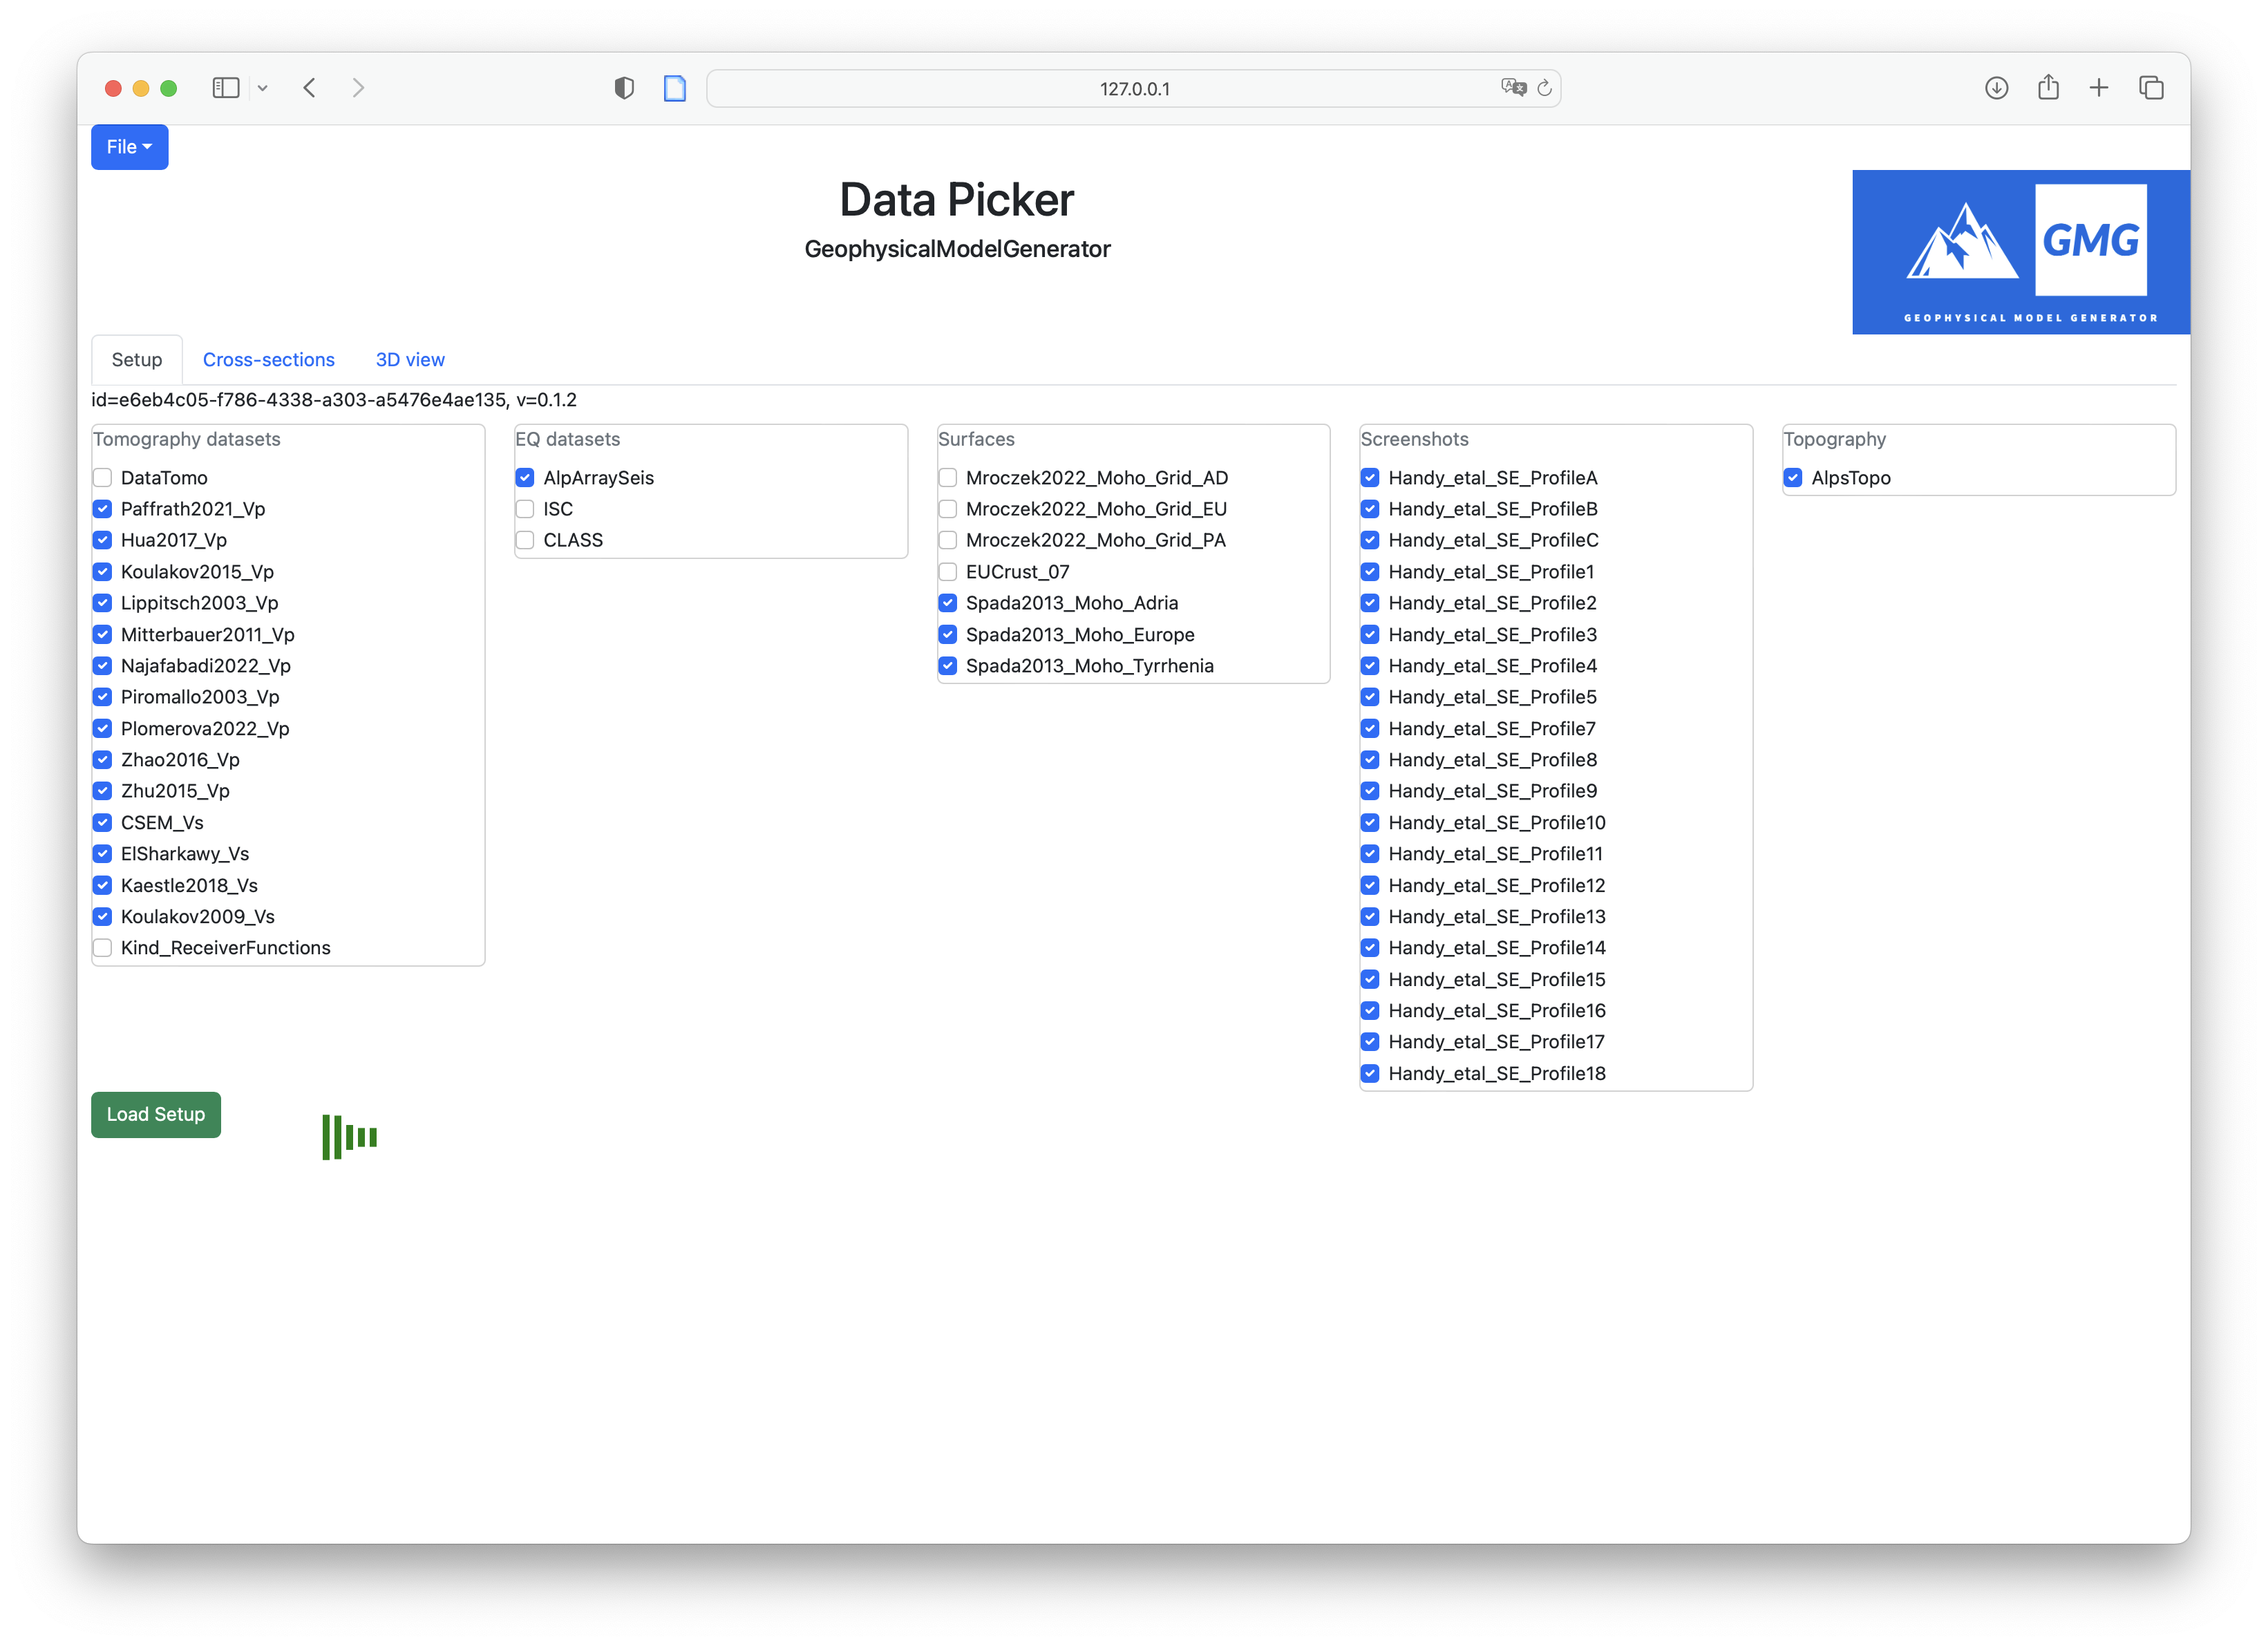 127.0.0.1
File
Data Picker
GeophysicalModelGenerator
GMG
GEOPHYSICAL MODEL GENERATOR
Setup Cross-sections 3D view
id=e6eb4c05-f786-4338-a303-a5476e4ae135, v=0.1.2
Tomography datasets
DataTomo
Paffrath2021_Vp
Hua2017_Vp
Koulakov2015_Vp
Lippitsch2003_Vp
Mitterbauer2011_Vp
Najafabadi2022_Vp
Piromallo2003_Vp
Plomerova2022_Vp
Zhao2016_Vp
Zhu2015_Vp
CSEM_Vs
ElSharkawy_Vs
Kaestle2018_Vs
Koulakov2009_Vs
Kind_ReceiverFunctions
EQ datasets
AlpArraySeis
ISC
CLASS
Surfaces
Mroczek2022_Moho_Grid_AD
Mroczek2022_Moho_Grid_EU
Mroczek2022_Moho_Grid_PA
EUCrust_07
Spada2013_Moho_Adria
Spada2013_Moho_Europe
Spada2013_Moho_Tyrrhenia
Screenshots
Handy_etal_SE_ProfileA
Handy_etal_SE_ProfileB
Handy_etal_SE_ProfileC
Handy_etal_SE_Profile1
Handy_etal_SE_Profile2
Handy_etal_SE_Profile3
Handy_etal_SE_Profile4
Handy_etal_SE_Profile5
Handy_etal_SE_Profile7
Handy_etal_SE_Profile8
Handy_etal_SE_Profile9
Handy_etal_SE_Profile10
Handy_etal_SE_Profile11
Handy_etal_SE_Profile12
Handy_etal_SE_Profile13
Handy_etal_SE_Profile14
Handy_etal_SE_Profile15
Handy_etal_SE_Profile16
Handy_etal_SE_Profile17
Handy_etal_SE_Profile18
Topography
AlpsTopo
Load Setup